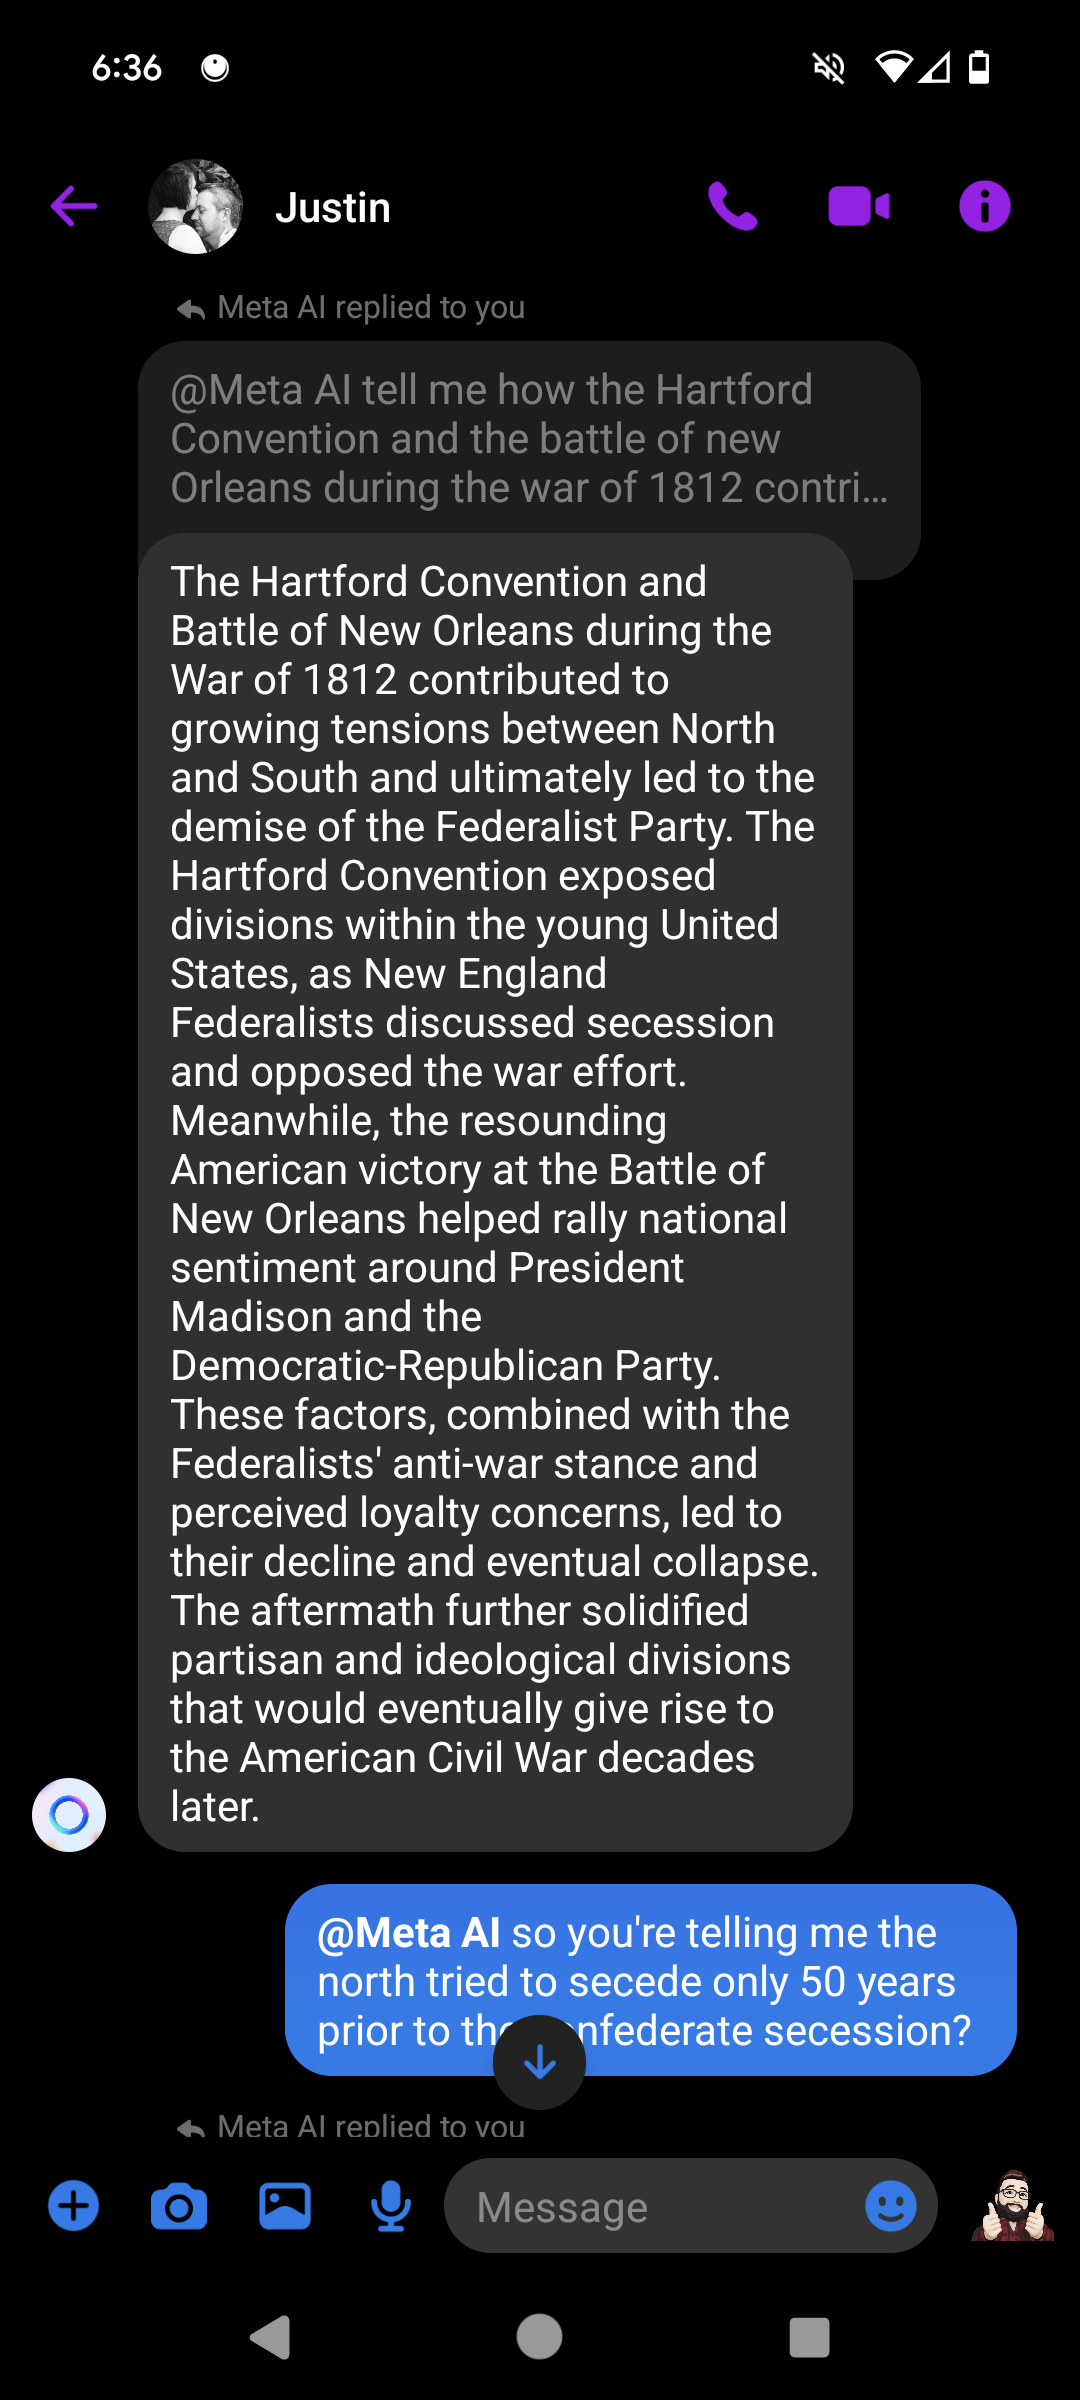 6:36
Justin
Meta AI replied to you
@Meta AI tell me how the Hartford
Convention and the battle of new
Orleans during the war of 1812 contri...
The Hartford Convention and
Battle of New Orleans during the
War of 1812 contributed to
growing tensions between North
and South and ultimately led to the
demise of the Federalist Party. The
Hartford Convention exposed
divisions within the young United
States, as New England
Federalists discussed secession
and opposed the war effort.
Meanwhile, the resounding
American victory at the Battle of
New Orleans helped rally national
sentiment around President
Madison and the
Democratic-Republican Party.
These factors, combined with the
Federalists' anti-war stance and
perceived loyalty concerns, led to
their decline and eventual collapse.
The aftermath further solidified
partisan and ideological divisions
that would eventually give rise to
the American Civil War decades
later.
@Meta AI so you're telling me the
north tried to secede only 50 years
prior to nfederate secession?
Meta AI replied to you
Message